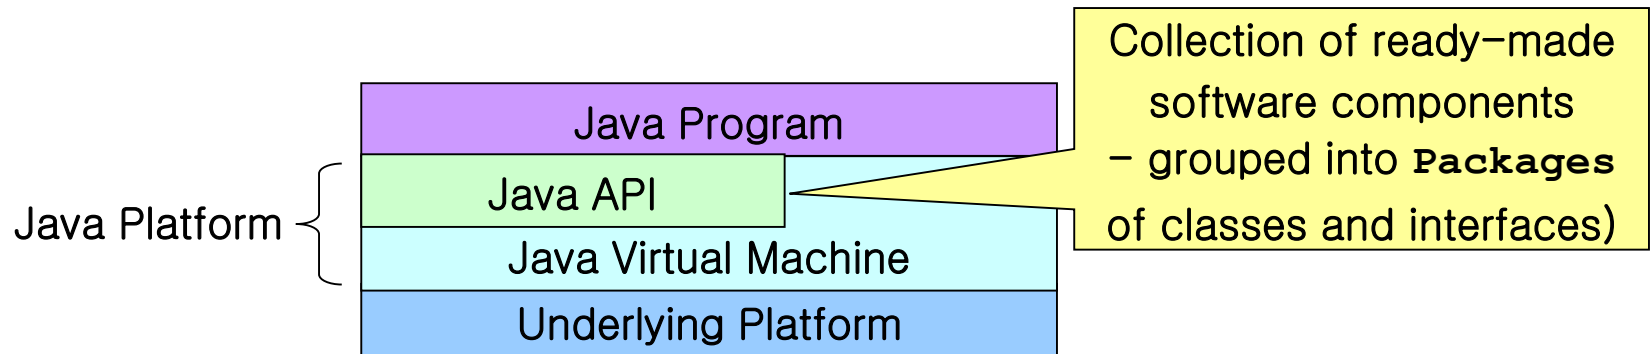 Collection of ready-made
software components
- grouped into Packages
of classes and interfaces)
Java Program
Java API
Java Platform
Java Virtual Machine
Underlying Platform